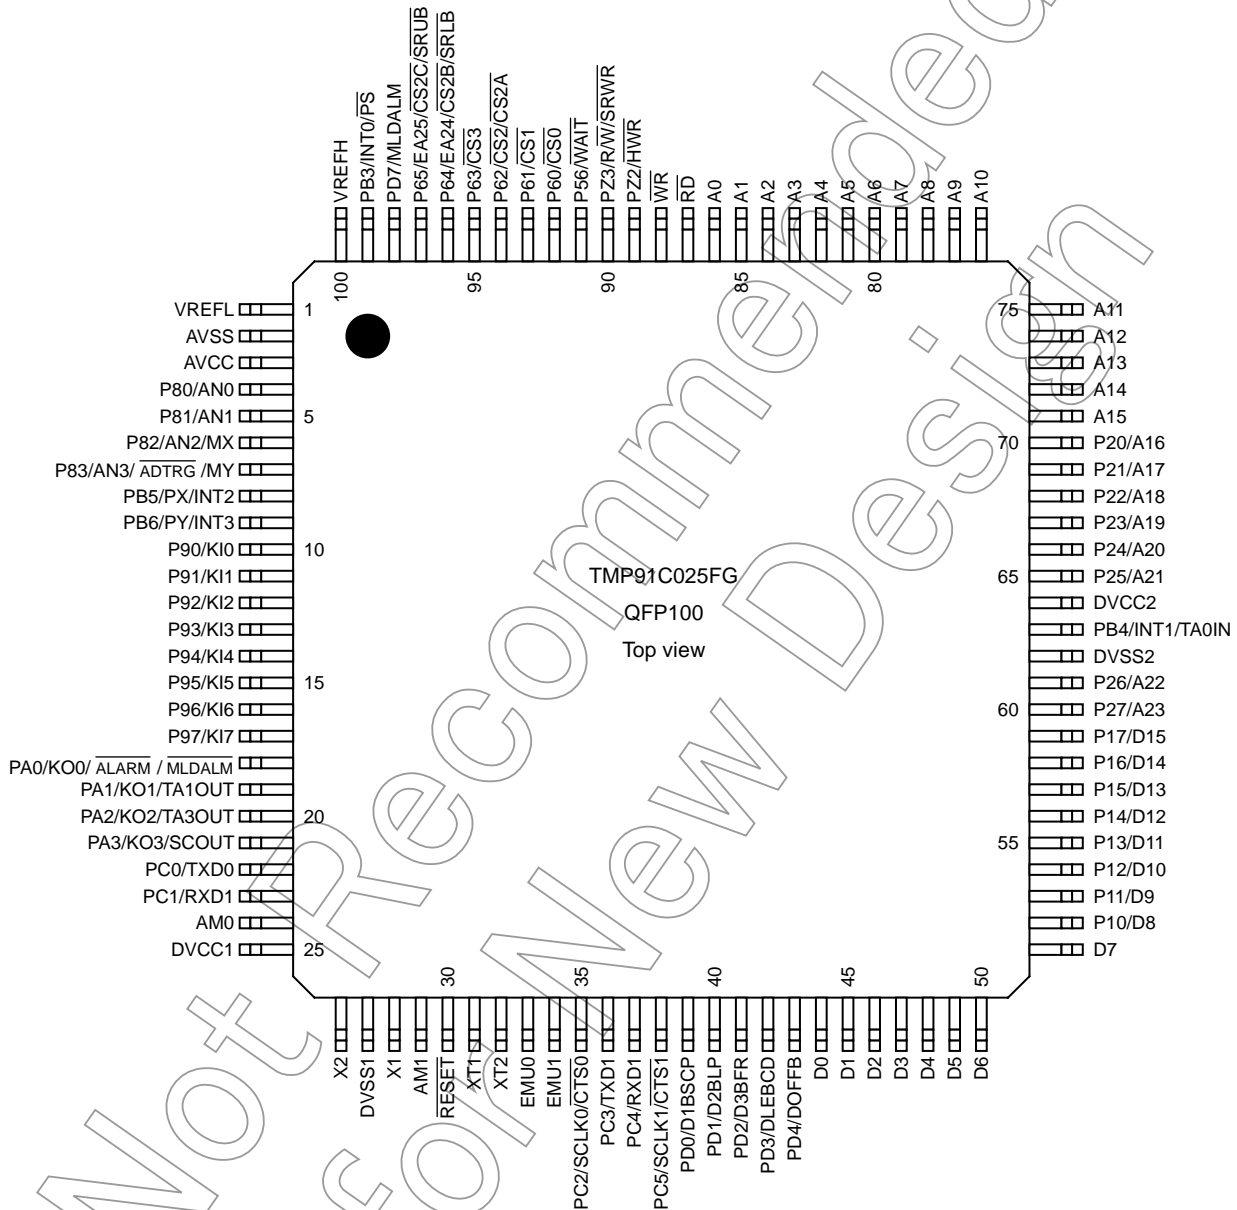 VREFH
PB3/INT0/PS
PD7/MLDALM
P65/EA25/CS2C/SRUB
P64/EA24/CS2B/SRLB
P63/CS3
P62/CS2/CS2A
P61/CS1
P60/CS0
P56/WAIT
PZ3/R/W/SRWR
PZ2/HWR
WR
RD
A0
A1
A2
A3
A4
A5
A6
A7
A8
A9
A10
100
95
90
85
80
VREFL
AVSS
AVCC
P80/AN0
P81/AN1
P82/AN2/MX
P83/AN3/ ADTRG /MY
PB5/PX/INT2
PB6/PY/INT3
P90/KI0
P91/KI1
P92/KI2
P93/KI3
P94/KI4
P95/KI5
P96/KI6
P97/KI7
PA0/KO0/ ALARM / MLDALM
PA1/KO1/TA1OUT
PA2/KO2/TA3OUT
PA3/KO3/SCOUT
PC0/TXD0
PC1/RXD1
AM0
DVCC1
1
5
10
15
20
25
TMP91C025FG
QFP100
Top view
75
70
65
60
55
A11
A12
A13
A14
A15
P20/A16
P21/A17
P22/A18
P23/A19
P24/A20
P25/A21
DVCC2
PB4/INT1/TA0IN
DVSS2
P26/A22
P27/A23
P17/D15
P16/D14
P15/D13
P14/D12
P13/D11
P12/D10
P11/D9
P10/D8
D7
30
35
40
45
50
X2
DVSS1
X1
AM1
RESET
XT1
XT2
EMU0
EMU1
PC2/SCLK0/CTS0
PC3/TXD1
PC4/RXD1
PC5/SCLK1/CTS1
PD0/D1BSCP
PD1/D2BLP
PD2/D3BFR
PD3/DLEBCD
PD4/DOFFB
D0
D1
D2
D3
D4
D5
D6
Not Recommended
for New Design